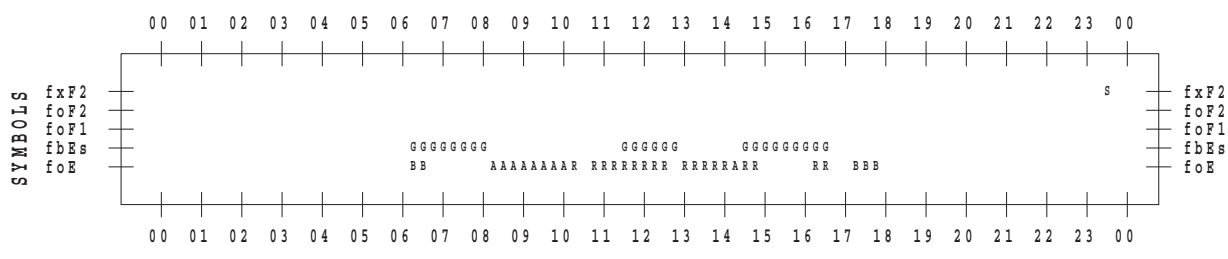 00 01 02 03 04 05 06 07 08 09 10 11 12 13 14 15 16 17 18 19 20 21 22 23 00
SYMBOLS
fxF2 S fxF2
foF2 foF2
foF1 foF1
fbEs GGGGGGGG GGGGGG GGGGGGGGG fbEs
foE BB AAAAAAAAR RRRRRRRR RRRRRARR RR BBB foE
00 01 02 03 04 05 06 07 08 09 10 11 12 13 14 15 16 17 18 19 20 21 22 23 00